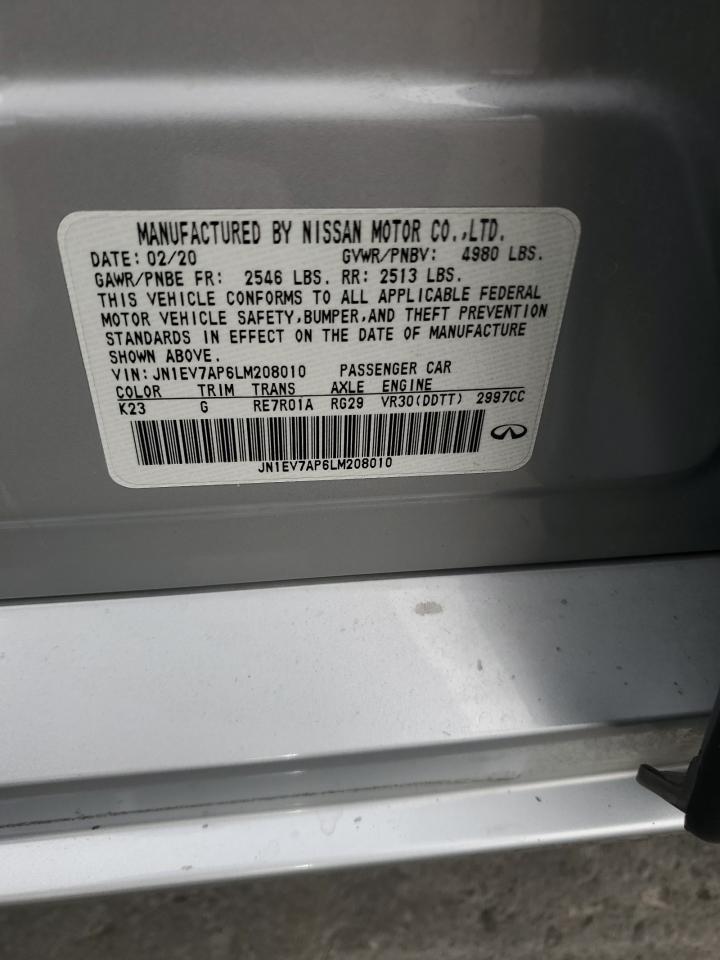 MANUFACTURED BY NISSAN MOTOR CO.,LTD.
DATE: 02/20 GVWR/PNBV: 4980 LBS.
GAWR/PNBE FR: 2546 LBS. RR: 2513 LBS.
THIS VEHICLE CONFORMS TO ALL APPLICABLE FEDERAL
MOTOR VEHICLE SAFETY,BUMPER,AND THEFT PREVENTION
STANDARDS IN EFFECT ON THE DATE OF MANUFACTURE
SHOWN ABOVE.
VIN:JN1EV7AP6LM208010 PASSENGER CAR
COLOR TRIM TRANS AXLE ENGINE
K23 G RE7R01A RG29 VR30(DDTT) 2997CC
JN1EV7AP6LM208010